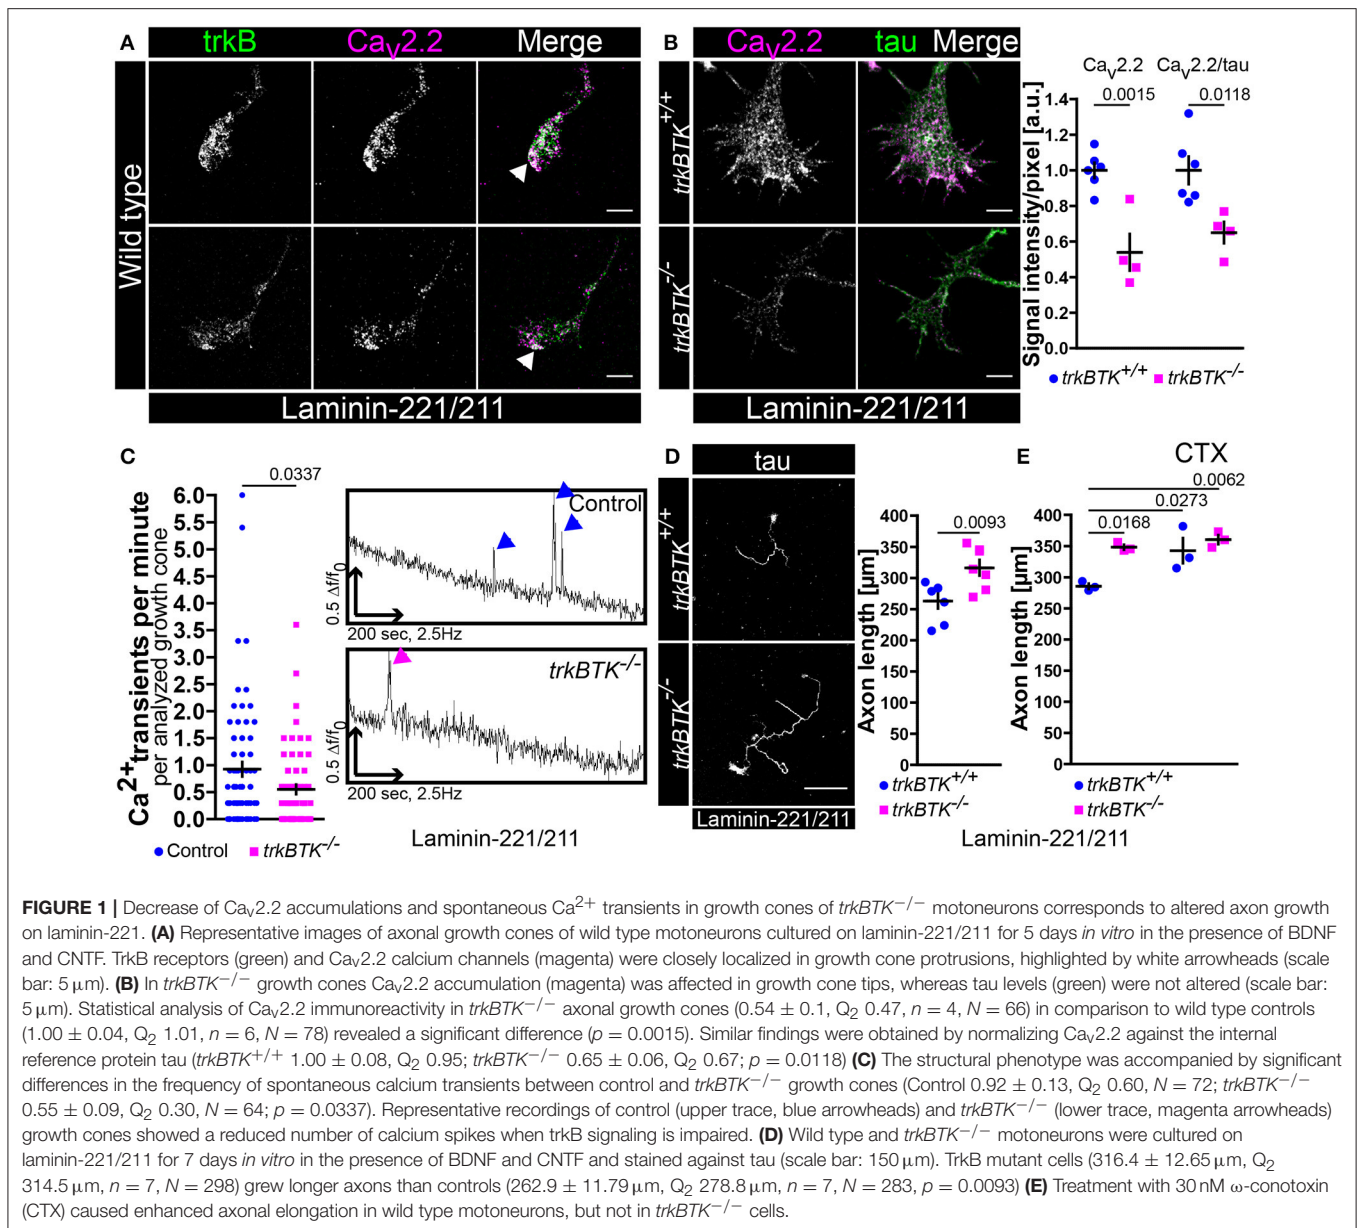 A
trkB
Cav2.2
Merge
Wild type
Laminin-221/211
B
Cav2.2
tau
Merge
trkBTK+/+
trkBTK-/-
Laminin-221/211
Cav2.2
Cav2.2/tau
0.0015
0.0118
Signal intensity/pixel [a.u.]
1.4
1.2
1.0
0.8
0.6
0.4
0.2
0.0
trkBTK+/+
trkBTK-/-
C
0.0337
Ca2+transients per minute
per analyzed growth cone
6.0
5.5
5.0
4.5
4.0
3.5
3.0
2.5
2.0
1.5
1.0
0.5
0.0
Control
trkBTK-/-
Control
0.5 Δf/f0
200 sec, 2.5Hz
trkBTK-/-
0.5 Δf/f0
200 sec, 2.5Hz
Laminin-221/211
D
tau
trkBTK+/+
trkBTK-/-
Laminin-221/211
0.0093
Axon length [µm]
400
350
300
250
200
150
100
50
0
trkBTK+/+
trkBTK-/-
E
CTX
0.0062
0.0273
0.0168
Axon length [µm]
400
350
300
250
200
150
100
50
0
trkBTK+/+
trkBTK-/-
Laminin-221/211
FIGURE 1 | Decrease of Cav2.2 accumulations and spontaneous Ca2+ transients in growth cones of trkBTK−/− motoneurons corresponds to altered axon growth
on laminin-221. (A) Representative images of axonal growth cones of wild type motoneurons cultured on laminin-221/211 for 5 days in vitro in the presence of BDNF
and CNTF. TrkB receptors (green) and Cav2.2 calcium channels (magenta) were closely localized in growth cone protrusions, highlighted by white arrowheads (scale
bar: 5 µm). (B) In trkBTK−/− growth cones Cav2.2 accumulation (magenta) was affected in growth cone tips, whereas tau levels (green) were not altered (scale bar:
5 µm). Statistical analysis of Cav2.2 immunoreactivity in trkBTK−/− axonal growth cones (0.54 ± 0.1, Q2 0.47, n = 4, N = 66) in comparison to wild type controls
(1.00 ± 0.04, Q2 1.01, n = 6, N = 78) revealed a significant difference (p = 0.0015). Similar findings were obtained by normalizing Cav2.2 against the internal
reference protein tau (trkBTK+/+ 1.00 ± 0.08, Q2 0.95; trkBTK−/− 0.65 ± 0.06, Q2 0.67; p = 0.0118) (C) The structural phenotype was accompanied by significant
differences in the frequency of spontaneous calcium transients between control and trkBTK−/− growth cones (Control 0.92 ± 0.13, Q2 0.60, N = 72; trkBTK−/−
0.55 ± 0.09, Q2 0.30, N = 64; p = 0.0337). Representative recordings of control (upper trace, blue arrowheads) and trkBTK−/− (lower trace, magenta arrowheads)
growth cones showed a reduced number of calcium spikes when trkB signaling is impaired. (D) Wild type and trkBTK−/− motoneurons were cultured on
laminin-221/211 for 7 days in vitro in the presence of BDNF and CNTF and stained against tau (scale bar: 150 µm). TrkB mutant cells (316.4 ± 12.65 µm, Q2
314.5 µm, n = 7, N = 298) grew longer axons than controls (262.9 ± 11.79 µm, Q2 278.8 µm, n = 7, N = 283, p = 0.0093) (E) Treatment with 30 nM ω-conotoxin
(CTX) caused enhanced axonal elongation in wild type motoneurons, but not in trkBTK−/− cells.